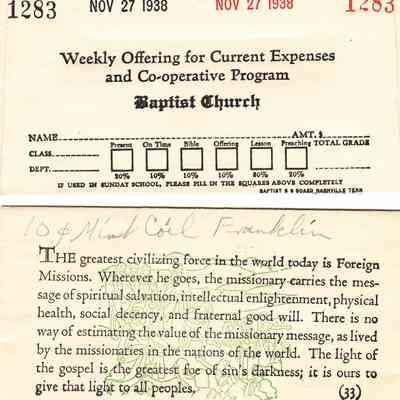 1283 NOV 27 1938 NOV 27 1938 1283
Weekly Offering for Current Expenses
and Co-operative Program
Baptist Church
NAME AMT. $
Present On Time Bible Offering Lesson Preaching TOTAL GRADE
CLASS
DEPT.
20% 10% 10% 10% 30% 20%
IF USED IN SUNDAY SCHOOL, PLEASE FILL IN THE SQUARES ABOVE COMPLETELY
BAPTIST S S BOARD, NASHVILLE TENN
10¢ Franklin
THE greatest civilizing force in the world today is Foreign
Missions. Wherever he goes, the missionary carries the mes-
sage of spiritual salvation, intellectual enlightenment, physical
health, social decency, and fraternal good will. There is no
way of estimating the value of the missionary message, as lived
by the missionaries in the nations of the world. The light of
the gospel is the greatest foe of sin's darkness; it is ours to
give that light to all peoples. (33)